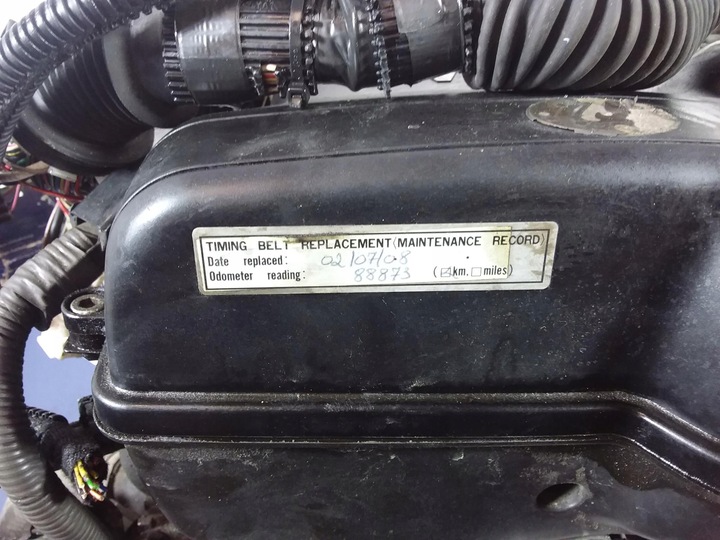 TIMING BELT REPLACEMENT (MAINTENANCE RECORD)
Date replaced: 02/07/08
Odometer reading: 88873 (☑km. ☐miles)